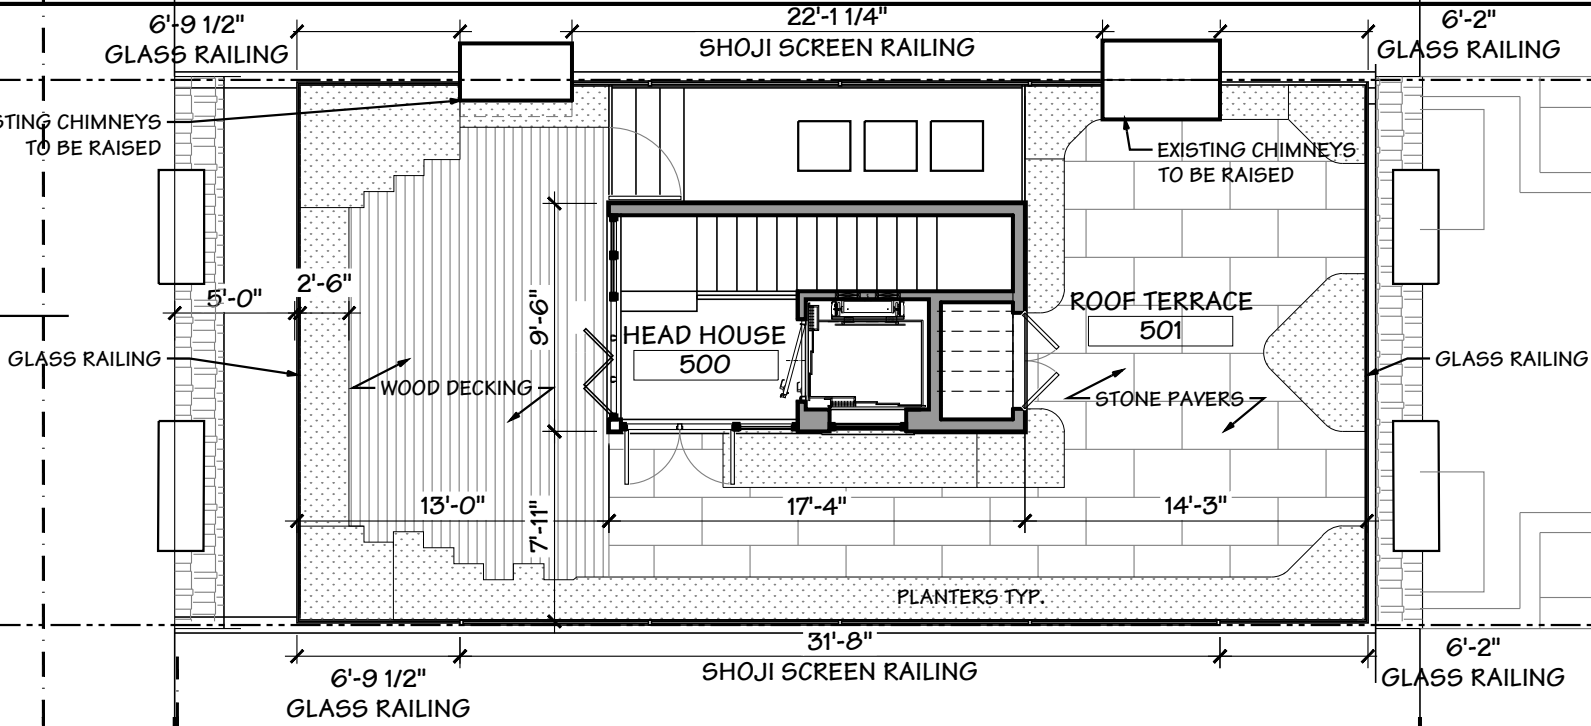 6'-9 1/2"
GLASS RAILING
22'-1 1/4"
SHOJI SCREEN RAILING
6'-2"
GLASS RAILING
STING CHIMNEYS
TO BE RAISED
EXISTING CHIMNEYS
TO BE RAISED
5'-0"
2'-6"
9'-6"
HEAD HOUSE
500
ROOF TERRACE
501
GLASS RAILING
WOOD DECKING
STONE PAVERS
GLASS RAILING
13'-0"
7'-11"
17'-4"
14'-3"
PLANTERS TYP.
31'-8"
SHOJI SCREEN RAILING
6'-9 1/2"
GLASS RAILING
6'-2"
GLASS RAILING